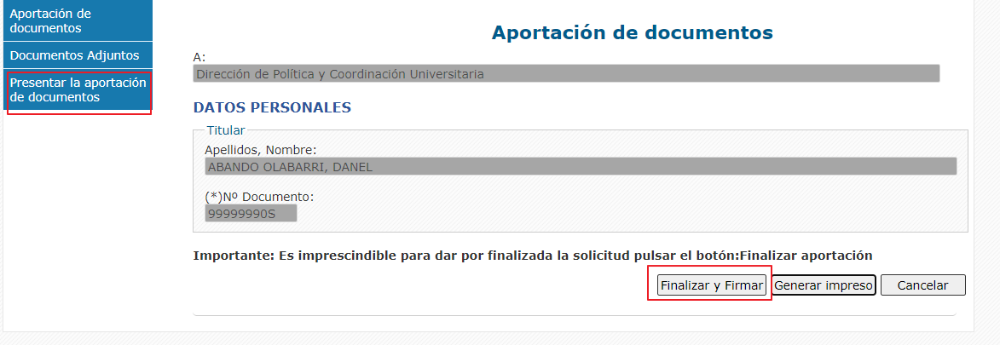 Aportación de
documentos
Documentos Adjuntos
Presentar la aportación
de documentos
Aportación de documentos
A:
Dirección de Política y Coordinación Universitaria
DATOS PERSONALES
Titular
Apellidos, Nombre:
ABANDO OLABARRI, DANEL
(*)Nº Documento:
99999990S
Importante: Es imprescindible para dar por finalizada la solicitud pulsar el botón:Finalizar aportación
Finalizar y Firmar Generar impreso Cancelar